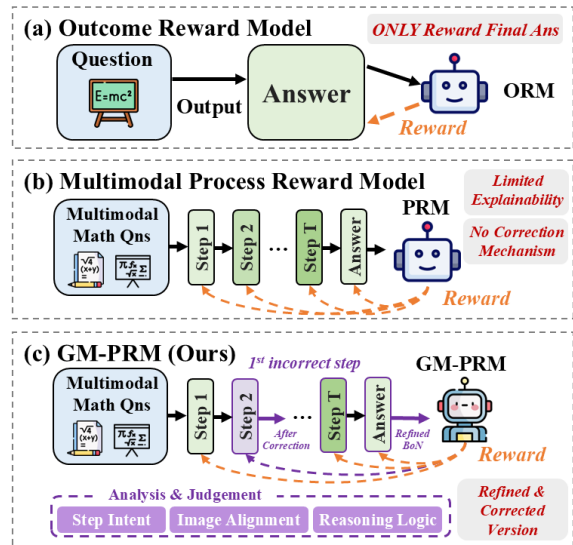 (a) Outcome Reward Model
ONLY Reward Final Ans
Question
E=mc²
Output
Answer
ORM
Reward
(b) Multimodal Process Reward Model
Limited
Explainability
No Correction
Mechanism
Multimodal
Math Qns
√4
(x+y)
=
Step 1
Step 2
...
Step T
Answer
PRM
Reward
(c) GM-PRM (Ours)
1st incorrect step
GM-PRM
Multimodal
Math Qns
√4
(x+y)
=
Step 1
Step 2
After
Correction
...
Step T
Answer
Refined
BoN
Reward
Analysis & Judgement
Step Intent
Image Alignment
Reasoning Logic
Refined &
Corrected
Version